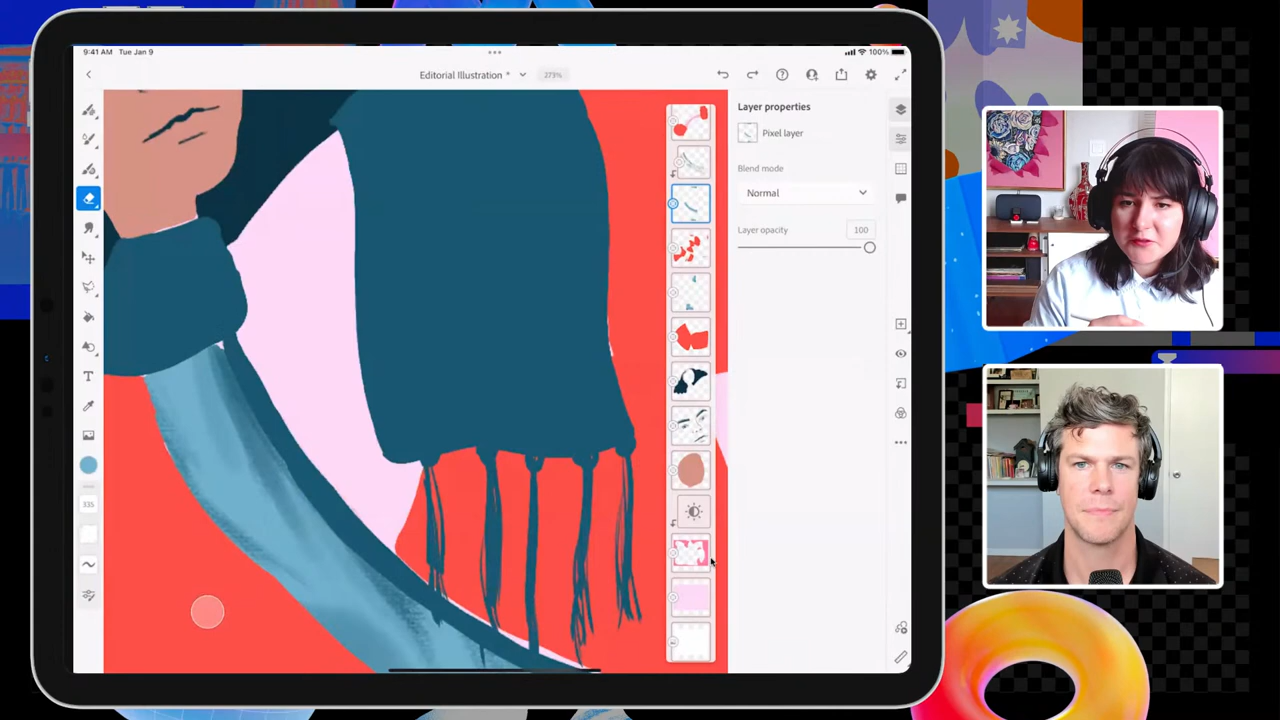 9:41 AM Tue Jan 9
100%
Editorial Illustration *
273%
Layer properties
Pixel layer
Blend mode
Normal
Layer opacity
100
T
335